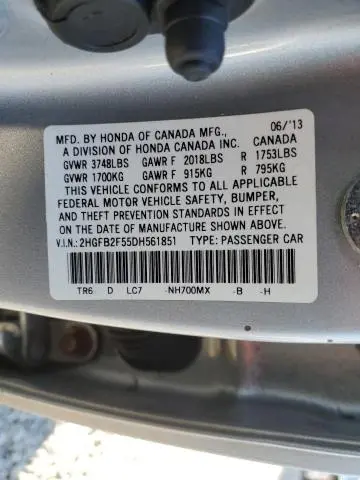 06/'13
MFD. BY HONDA OF CANADA MFG.,
A DIVISION OF HONDA CANADA INC. CANADA
GVWR 3748LBS GAWR F 2018LBS R 1753LBS
GVWR 1700KG GAWR F 915KG R 795KG
THIS VEHICLE CONFORMS TO ALL APPLICABLE
FEDERAL MOTOR VEHICLE SAFETY, BUMPER,
AND THEFT PREVENTION STANDARDS IN EFFECT
ON THE DATE OF MANUFACTURE SHOWN ABOVE.
V.I.N.: 2HGFB2F55DH561851 TYPE: PASSENGER CAR
TR6 D LC7 -NH700MX -B -H